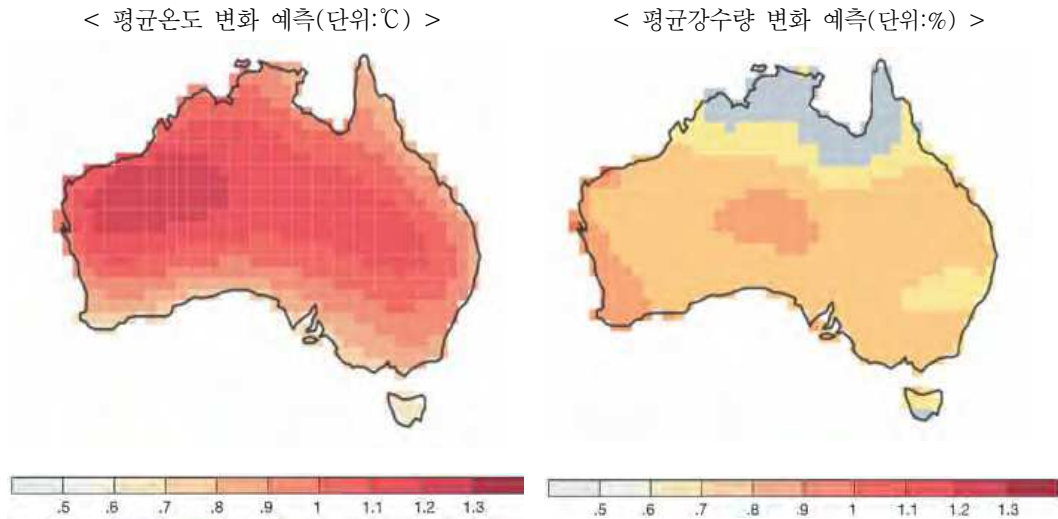 < 평균온도 변화 예측(단위:℃) >
< 평균강수량 변화 예측(단위:%) >
.5 .6 .7 .8 .9 1 1.1 1.2 1.3
.5 .6 .7 .8 .9 1 1.1 1.2 1.3